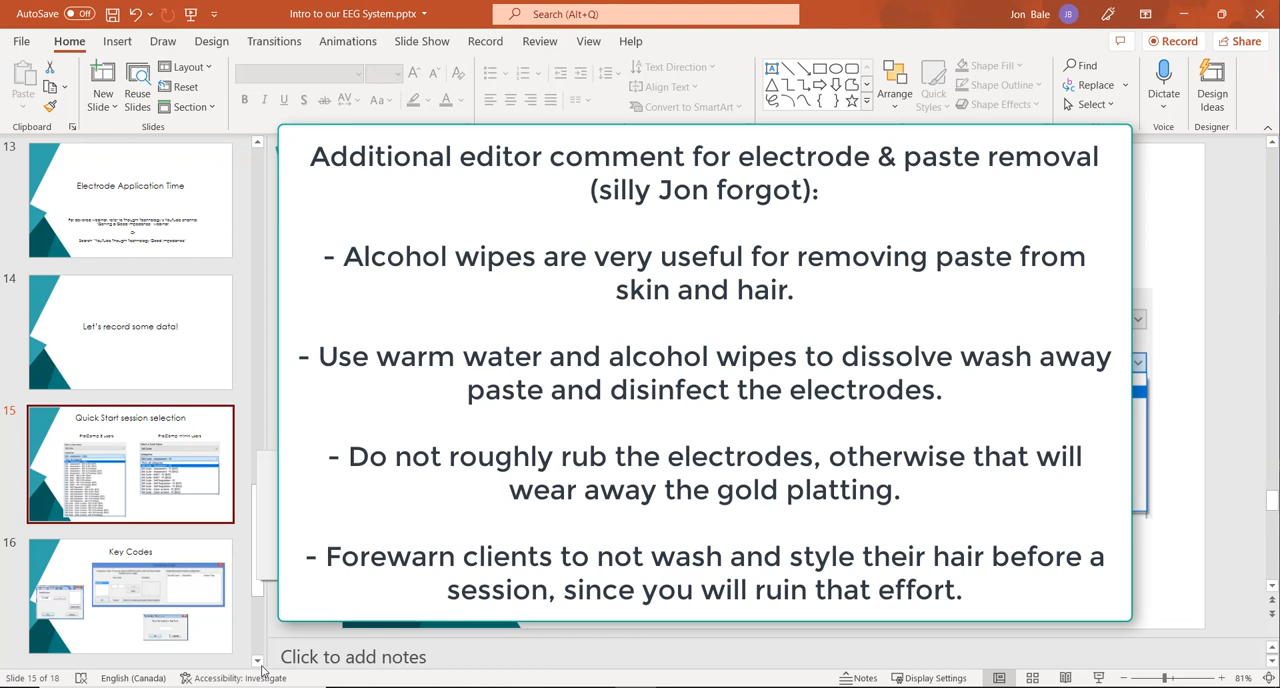 AutoSave Off
Intro to our EEG System.pptx
Search (Alt+Q)
Jon Bale JB
File Home Insert Draw Design Transitions Animations Slide Show Record Review View Help
Record Share
Paste
New Slide
Reuse Slides
Layout
Reset
Section
B I U S ab AV Aa A
Text Direction
Align Text
Convert to SmartArt
Arrange
Quick Styles
Shape Fill
Shape Outline
Shape Effects
Find
Replace
Select
Dictate
Design Ideas
Clipboard Slides Voice Designer
13
Electrode Application Time
14
Let's record some data!
15
Quick Start session selection
16
Key Codes
Additional editor comment for electrode & paste removal
(silly Jon forgot):
- Alcohol wipes are very useful for removing paste from
skin and hair.
- Use warm water and alcohol wipes to dissolve wash away
paste and disinfect the electrodes.
- Do not roughly rub the electrodes, otherwise that will
wear away the gold platting.
- Forewarn clients to not wash and style their hair before a
session, since you will ruin that effort.
Click to add notes
Slide 15 of 18 English (Canada) Accessibility: Investigate Notes Display Settings 81%